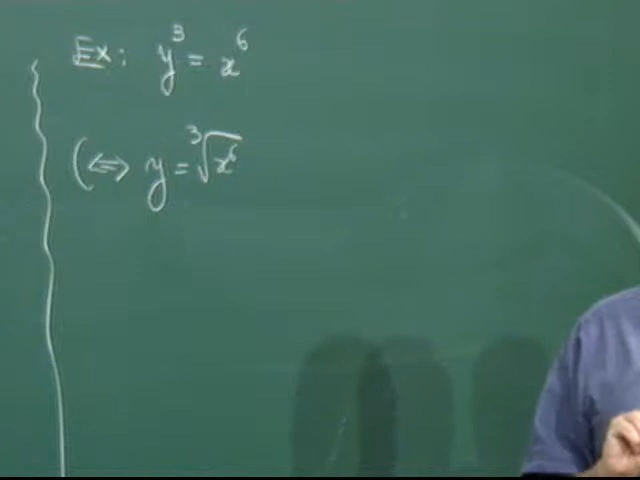 Ex: y³ = x⁶
(⇔ y = ∛x⁶